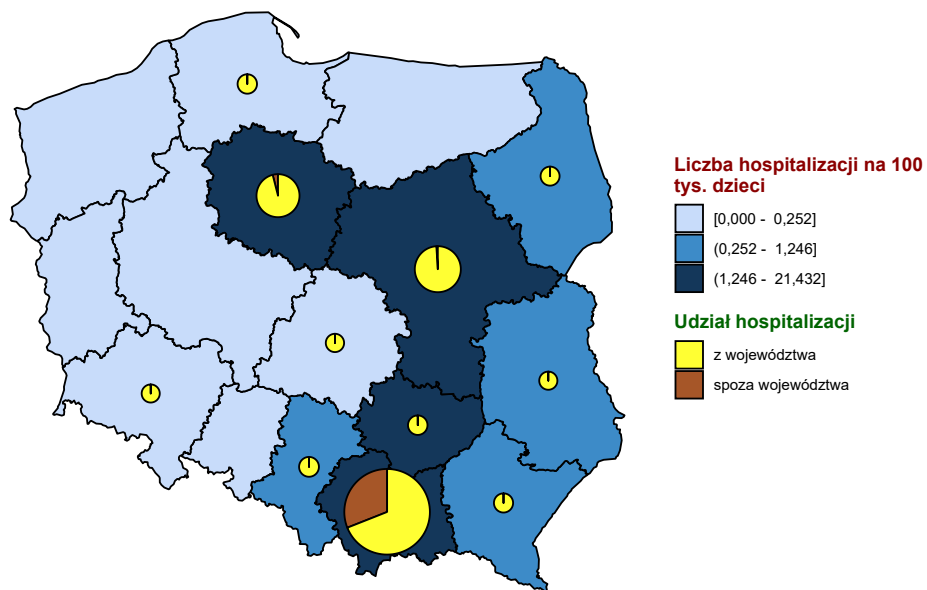 Liczba hospitalizacji na 100
tys. dzieci
[0,000 - 0,252]
(0,252 - 1,246]
(1,246 - 21,432]
Udział hospitalizacji
z województwa
spoza województwa